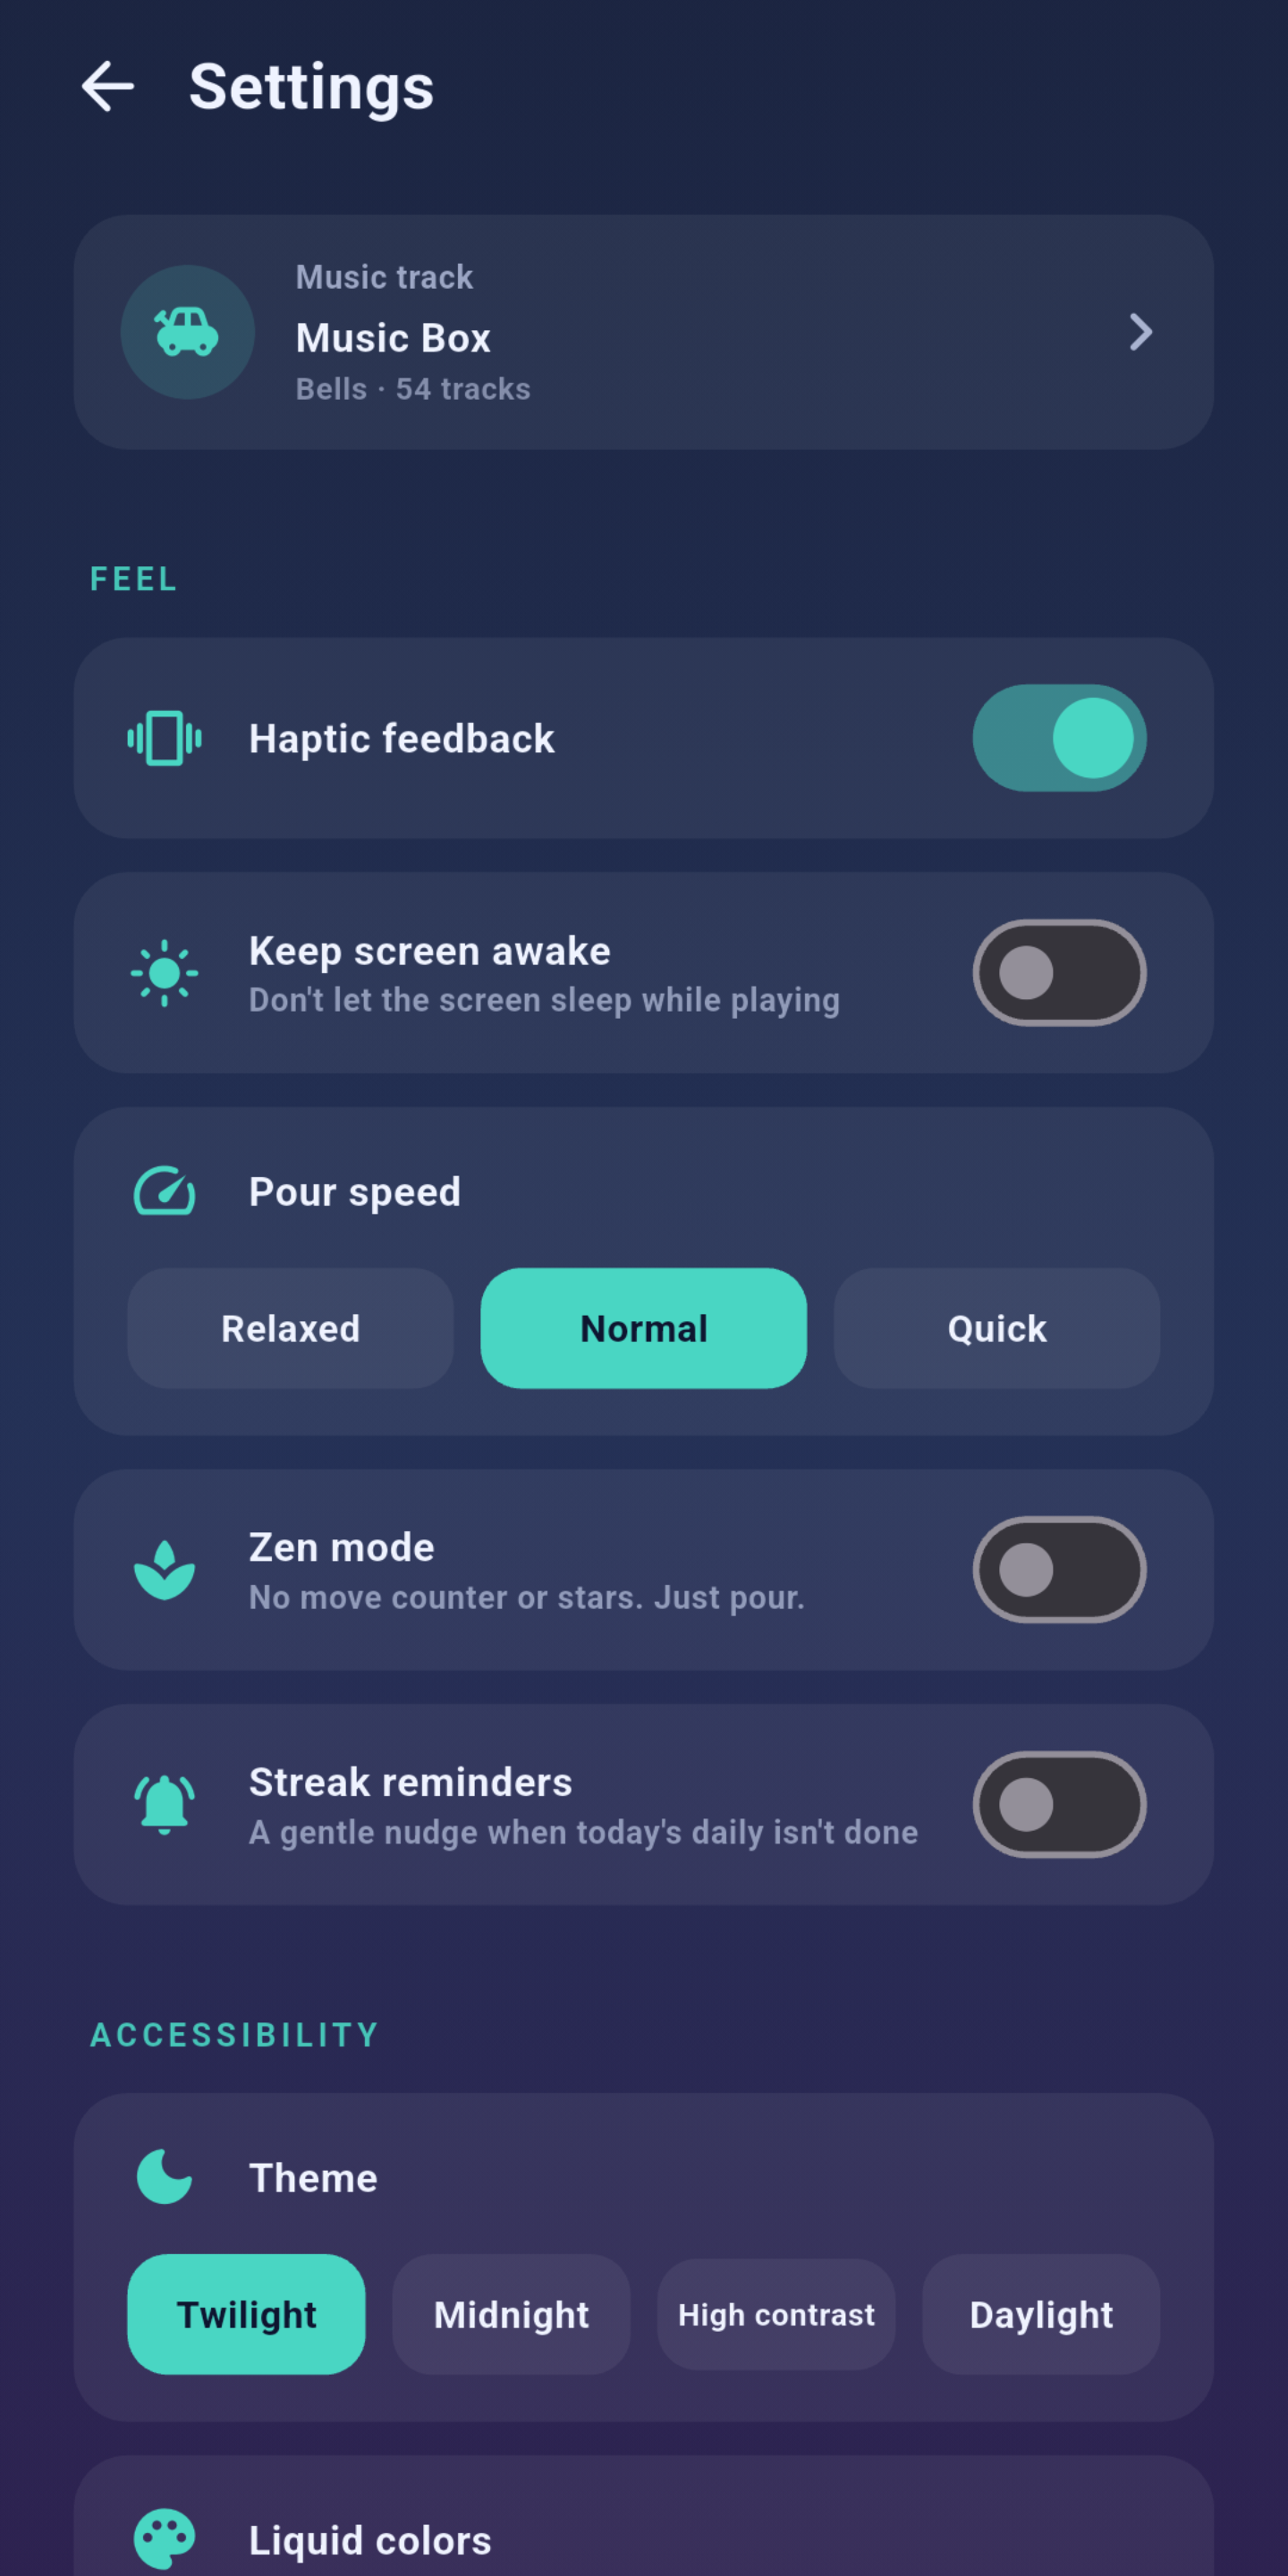 Settings
Music track
Music Box
Bells · 54 tracks
FEEL
Haptic feedback
Keep screen awake
Don't let the screen sleep while playing
Pour speed
Relaxed
Normal
Quick
Zen mode
No move counter or stars. Just pour.
Streak reminders
A gentle nudge when today's daily isn't done
ACCESSIBILITY
Theme
Twilight
Midnight
High contrast
Daylight
Liquid colors